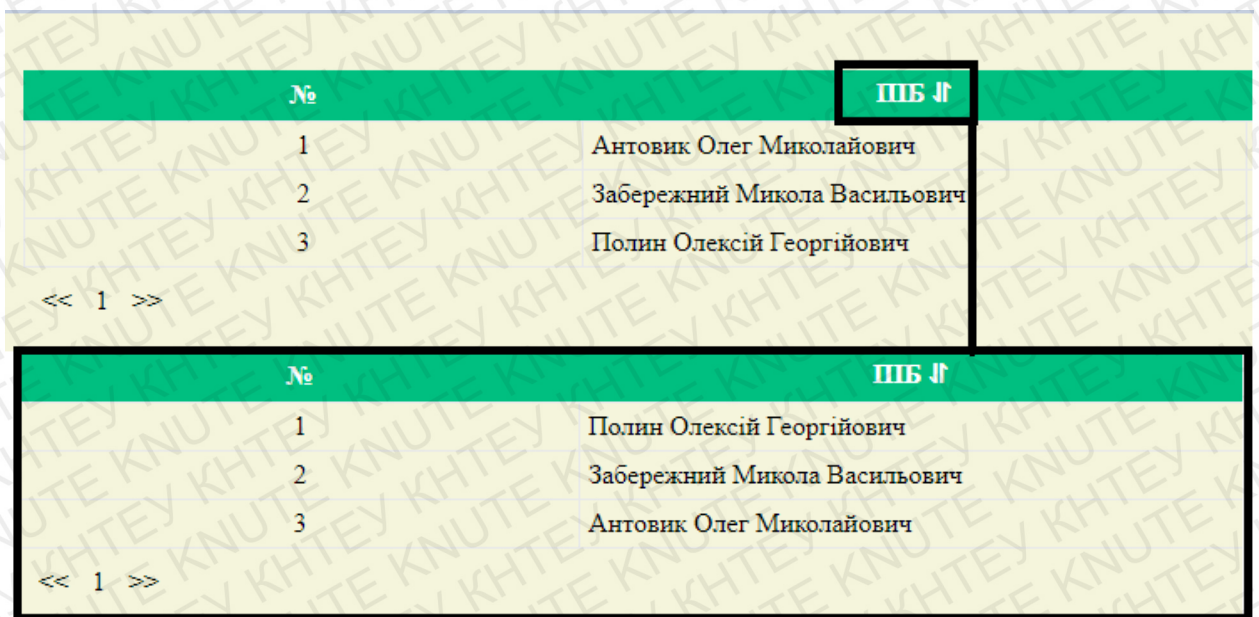 № ПІБ ⇵
1 Антовик Олег Миколайович
2 Забережний Микола Васильович
3 Полин Олексій Георгійович
<< 1 >>
№ ПІБ ⇵
1 Полин Олексій Георгійович
2 Забережний Микола Васильович
3 Антовик Олег Миколайович
<< 1 >>